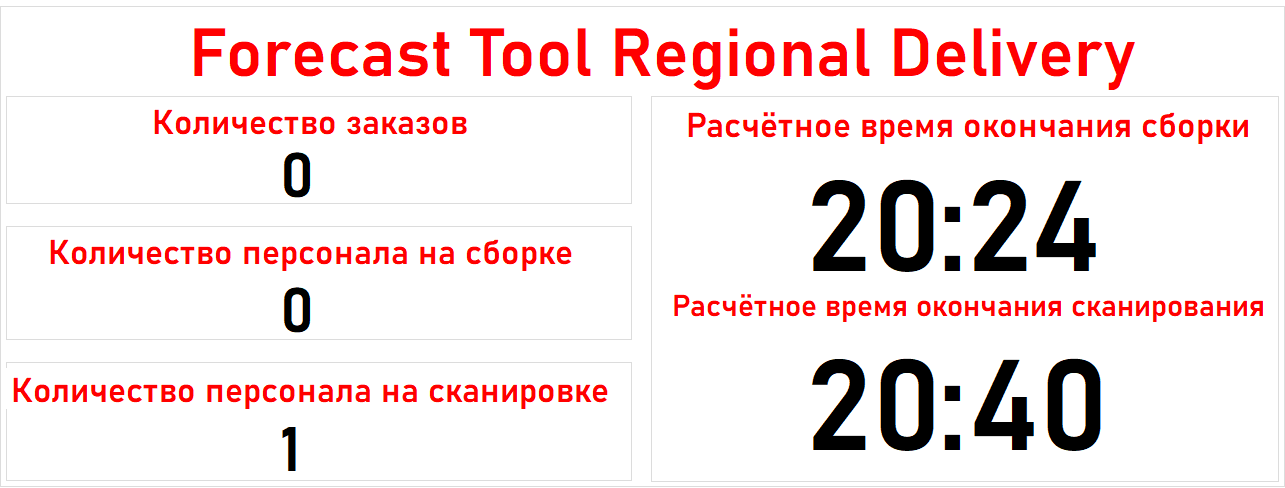 Forecast Tool Regional Delivery
Количество заказов
0
Количество персонала на сборке
0
Количество персонала на сканировке
1
Расчётное время окончания сборки
20:24
Расчётное время окончания сканирования
20:40